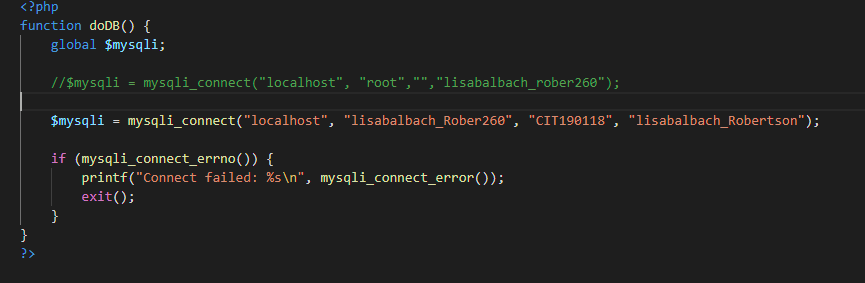 <?php
function doDB() {
global $mysqli;
//$mysqli = mysqli_connect("localhost", "root","","lisabalbach_rober260");
$mysqli = mysqli_connect("localhost", "lisabalbach_Rober260", "CIT190118", "lisabalbach_Robertson");
if (mysqli_connect_errno()) {
printf("Connect failed: %s\n", mysqli_connect_error());
exit();
}
}
?>